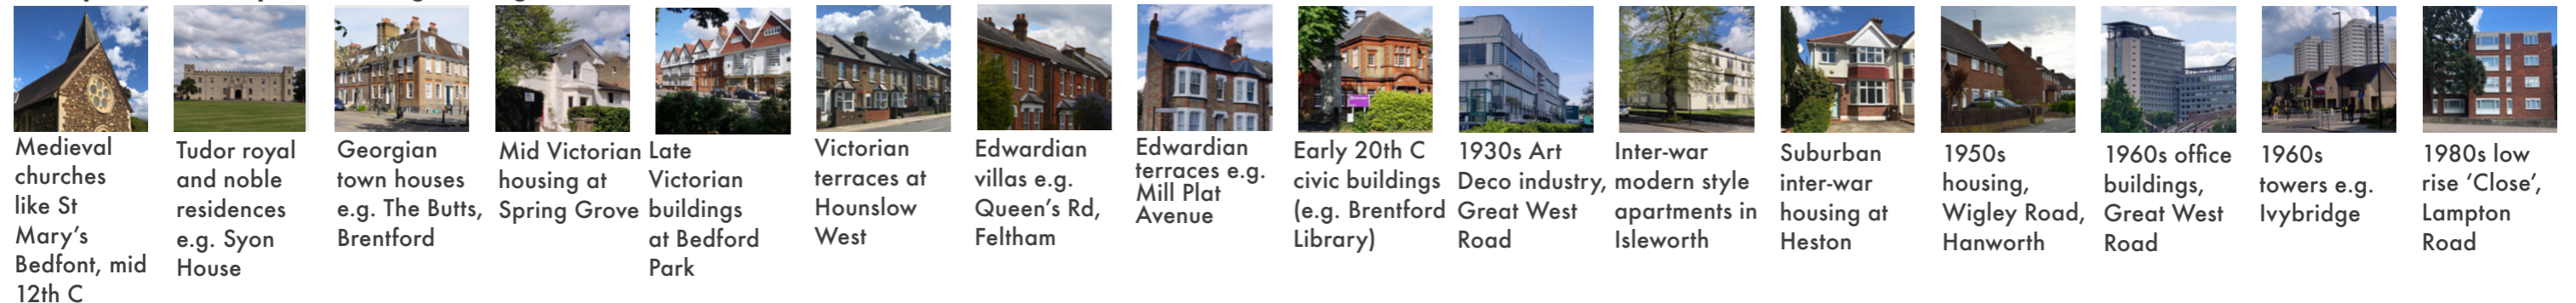 Medieval
churches
like St
Mary's
Bedfont, mid
12th C
Tudor royal
and noble
residences
e.g. Syon
House
Georgian
town houses
e.g. The Butts,
Brentford
Mid Victorian
housing at
Spring Grove
Late
Victorian
buildings
at Bedford
Park
Victorian
terraces at
Hounslow
West
Edwardian
villas e.g.
Queen's Rd,
Feltham
Edwardian
terraces e.g.
Mill Plat
Avenue
Early 20th C
civic buildings
(e.g. Brentford
Library)
1930s Art
Deco industry,
Great West
Road
Inter-war
modern style
apartments in
Isleworth
Suburban
inter-war
housing at
Heston
1950s
housing,
Wigley Road,
Hanworth
1960s office
buildings,
Great West
Road
1960s
towers e.g.
Ivybridge
1980s low
rise 'Close',
Lampton
Road